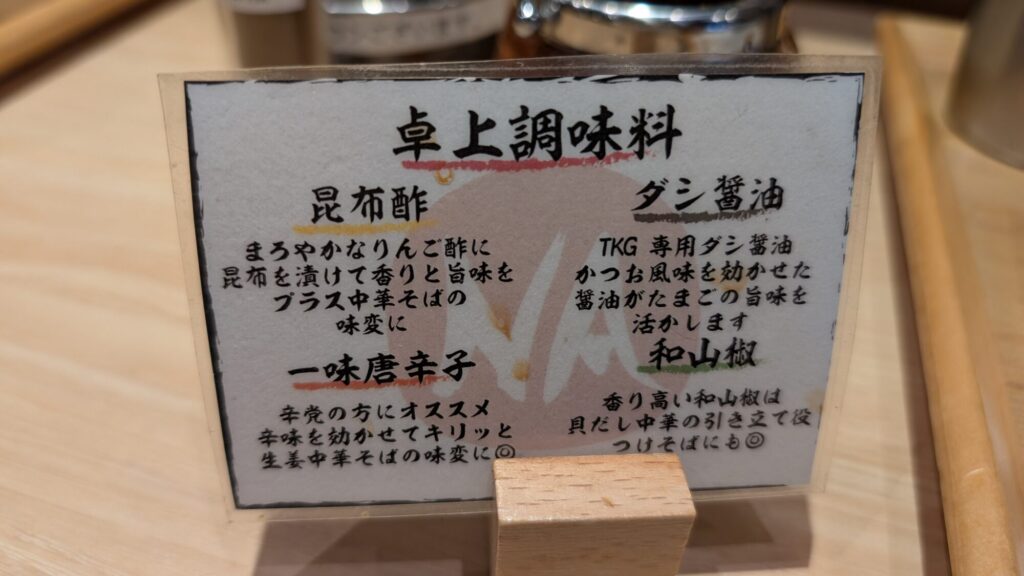 卓上調味料
昆布酢
まろやかなりんご酢に
昆布を漬けて香りと旨味を
プラス中華そばの
味変に
ダシ醤油
TKG 専用ダシ醤油
かつお風味を効かせた
醤油がたまごの旨味を
活かします
一味唐辛子
辛党の方にオススメ
辛味を効かせてキリッと
生姜中華そばの味変に◎
和山椒
香り高い和山椒は
貝だし中華の引き立て役
つけそばにも◎